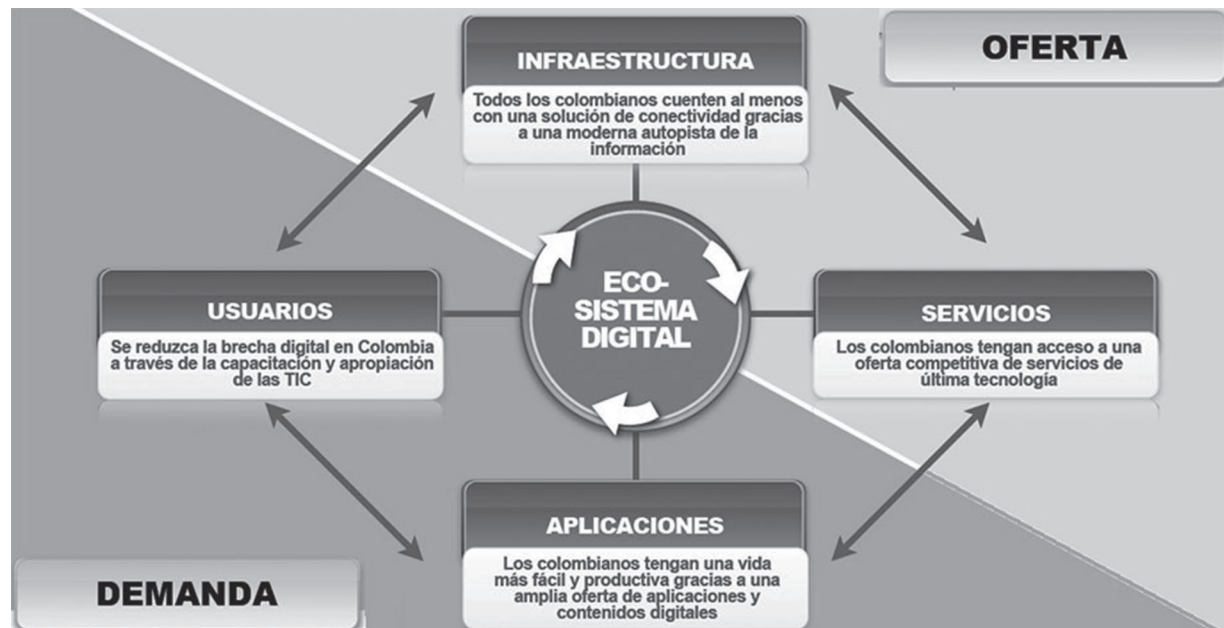 OFERTA
INFRAESTRUCTURA
Todos los colombianos cuenten al menos
con una solución de conectividad gracias
a una moderna autopista de la
información
ECO-
SISTEMA
DIGITAL
USUARIOS
Se reduzca la brecha digital en Colombia
a través de la capacitación y apropiación
de las TIC
SERVICIOS
Los colombianos tengan acceso a una
oferta competitiva de servicios de
última tecnología
APLICACIONES
Los colombianos tengan una vida
más fácil y productiva gracias a una
amplia oferta de aplicaciones y
contenidos digitales
DEMANDA